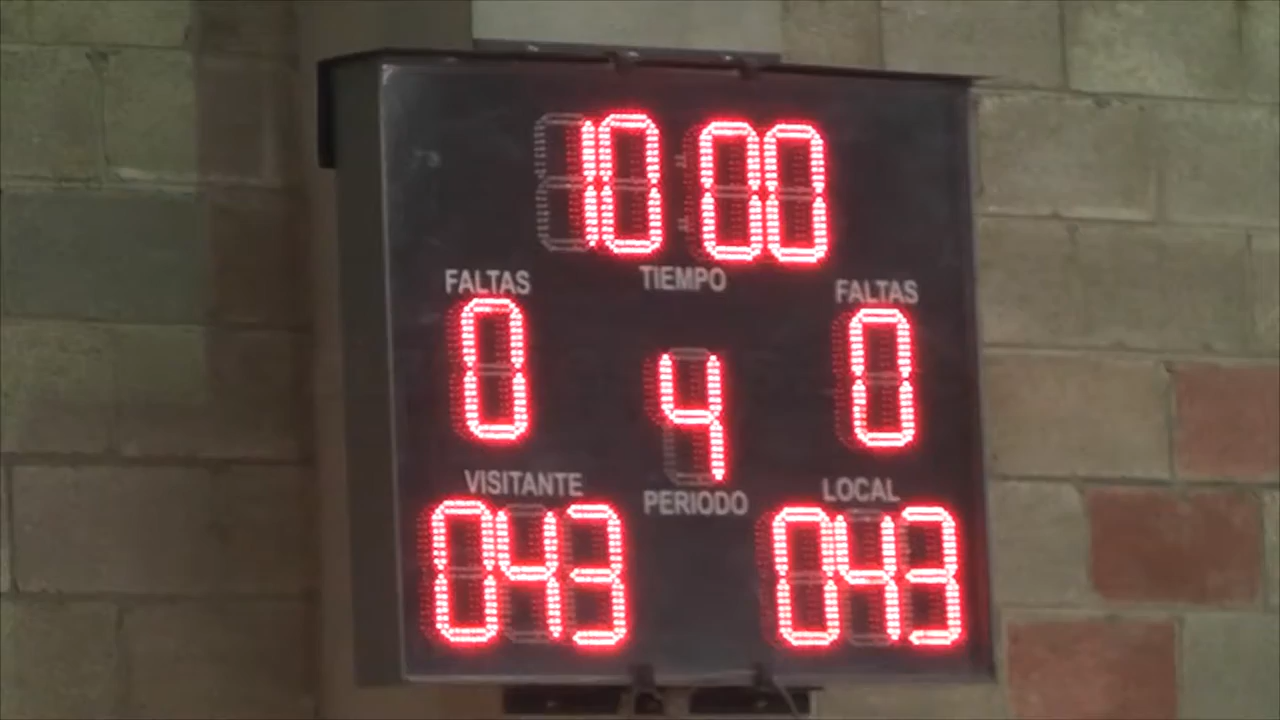 10 00
TIEMPO
FALTAS
FALTAS
0
0
4
VISITANTE
PERIODO
LOCAL
043
043